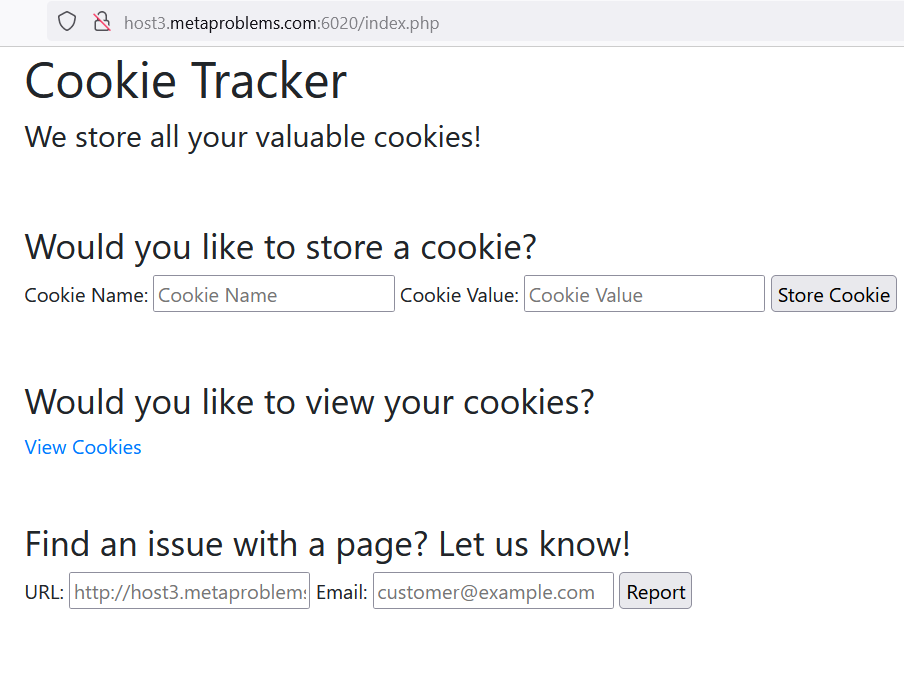 host3.metaproblems.com:6020/index.php
Cookie Tracker
We store all your valuable cookies!
Would you like to store a cookie?
Cookie Name: Cookie Name Cookie Value: Cookie Value Store Cookie
Would you like to view your cookies?
View Cookies
Find an issue with a page? Let us know!
URL: http://host3.metaproblems Email: customer@example.com Report